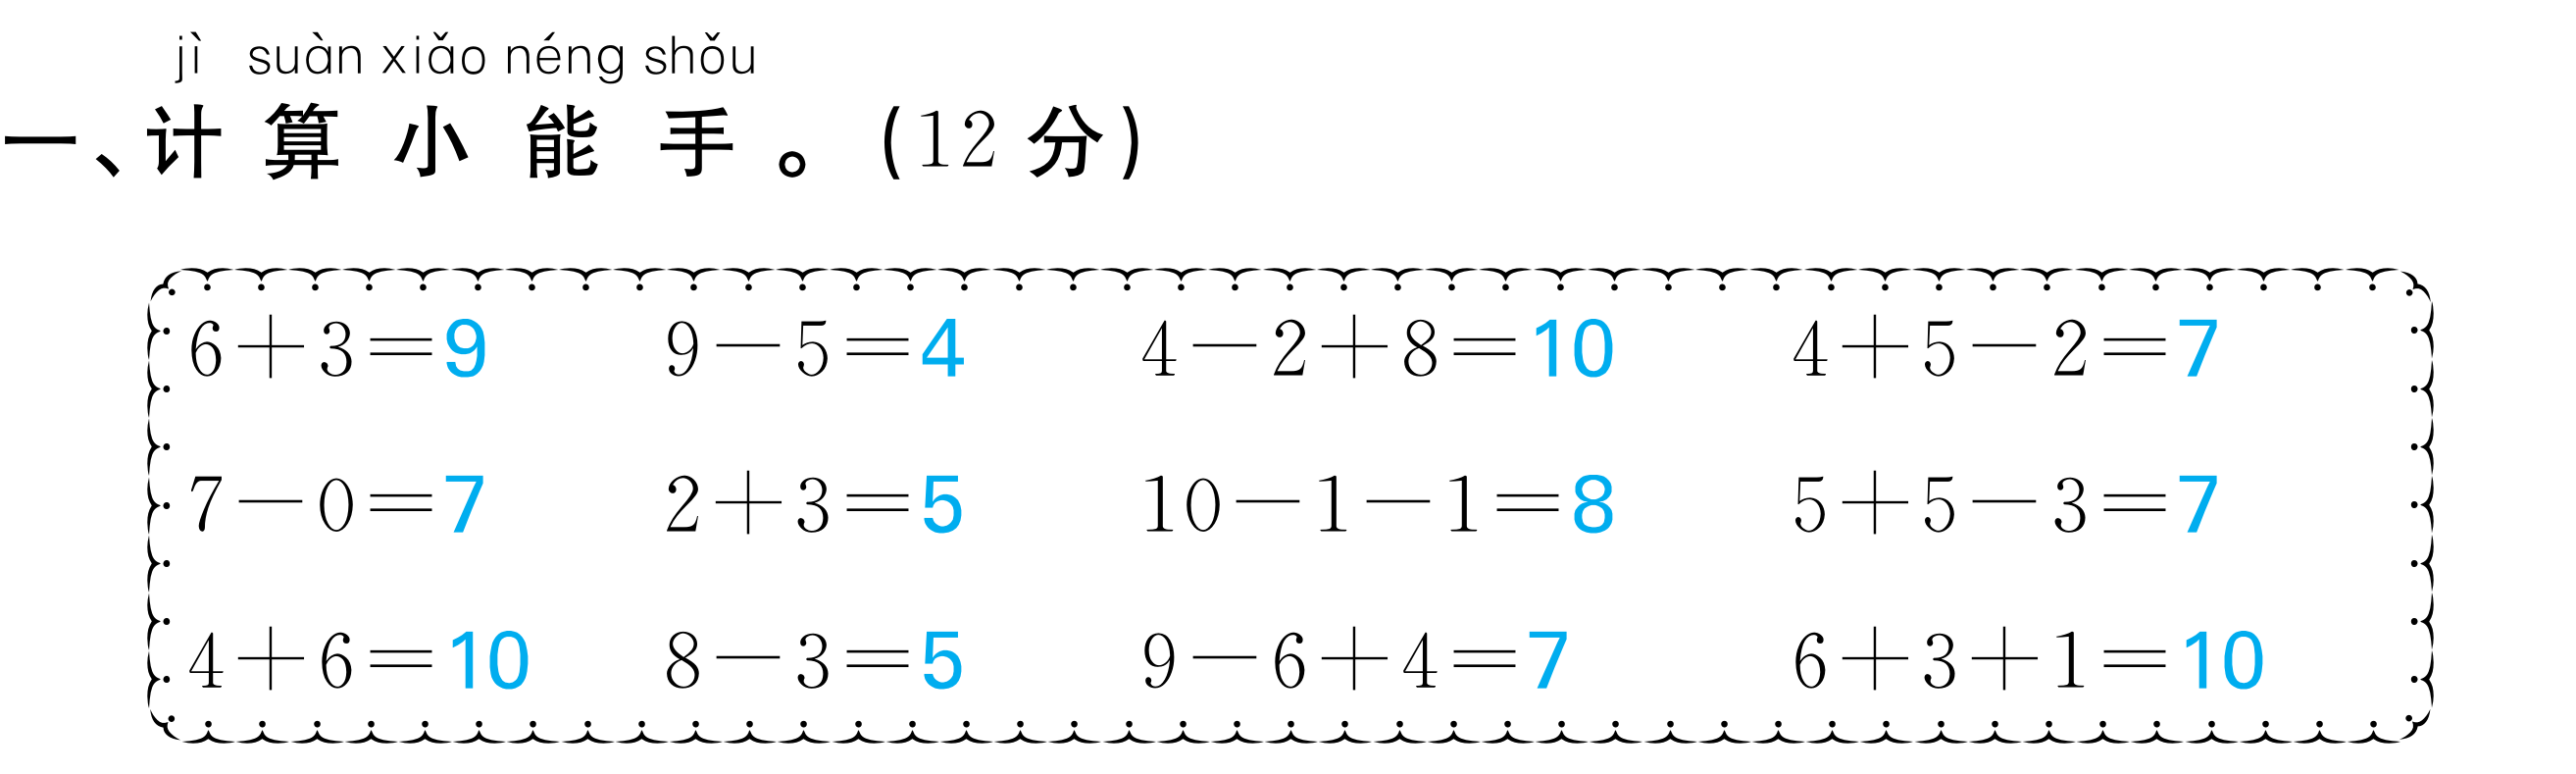 jì suàn xiǎo néng shǒu
一、计算小能手。(12 分)
6+3=9 9-5=4 4-2+8=10 4+5-2=7
7-0=7 2+3=5 10-1-1=8 5+5-3=7
4+6=10 8-3=5 9-6+4=7 6+3+1=10